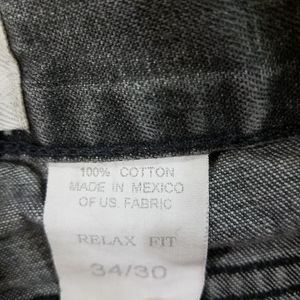 100% COTTON
MADE IN MEXICO
OF US. FABRIC
RELAX FIT
34/30